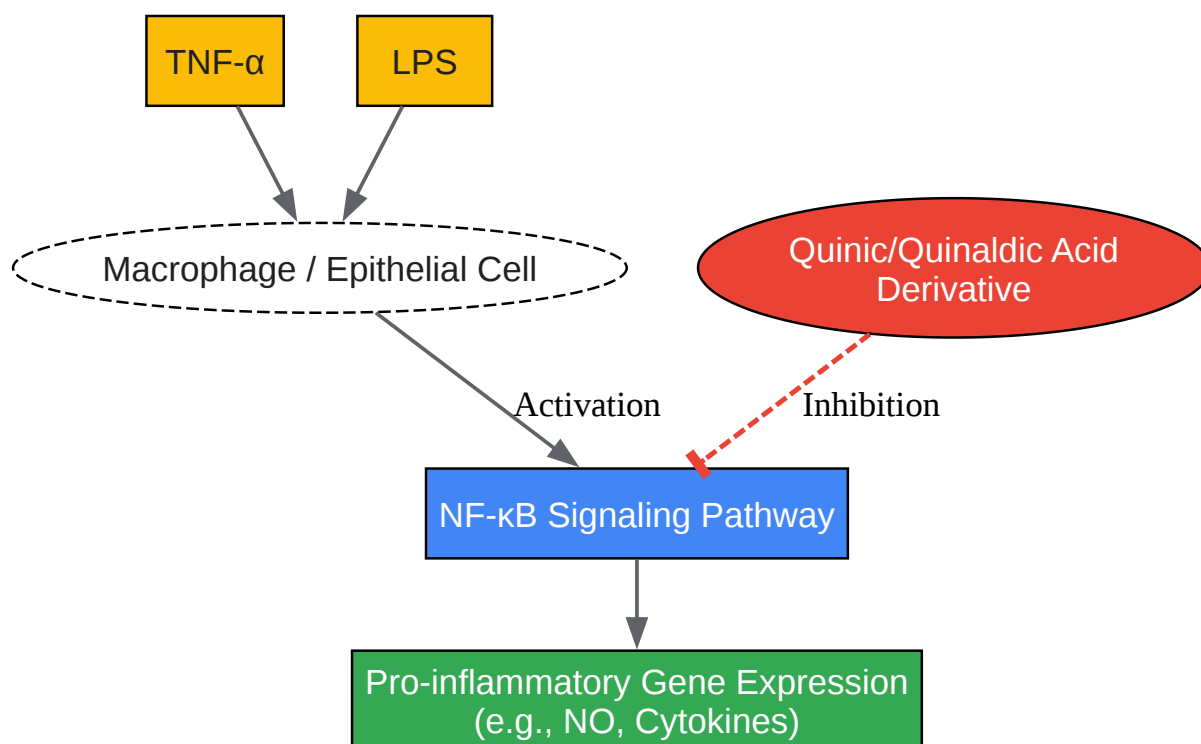 TNF-α
LPS
Macrophage / Epithelial Cell
Quinic/Quinaldic Acid
Derivative
Activation
Inhibition
NF-κB Signaling Pathway
Pro-inflammatory Gene Expression
(e.g., NO, Cytokines)